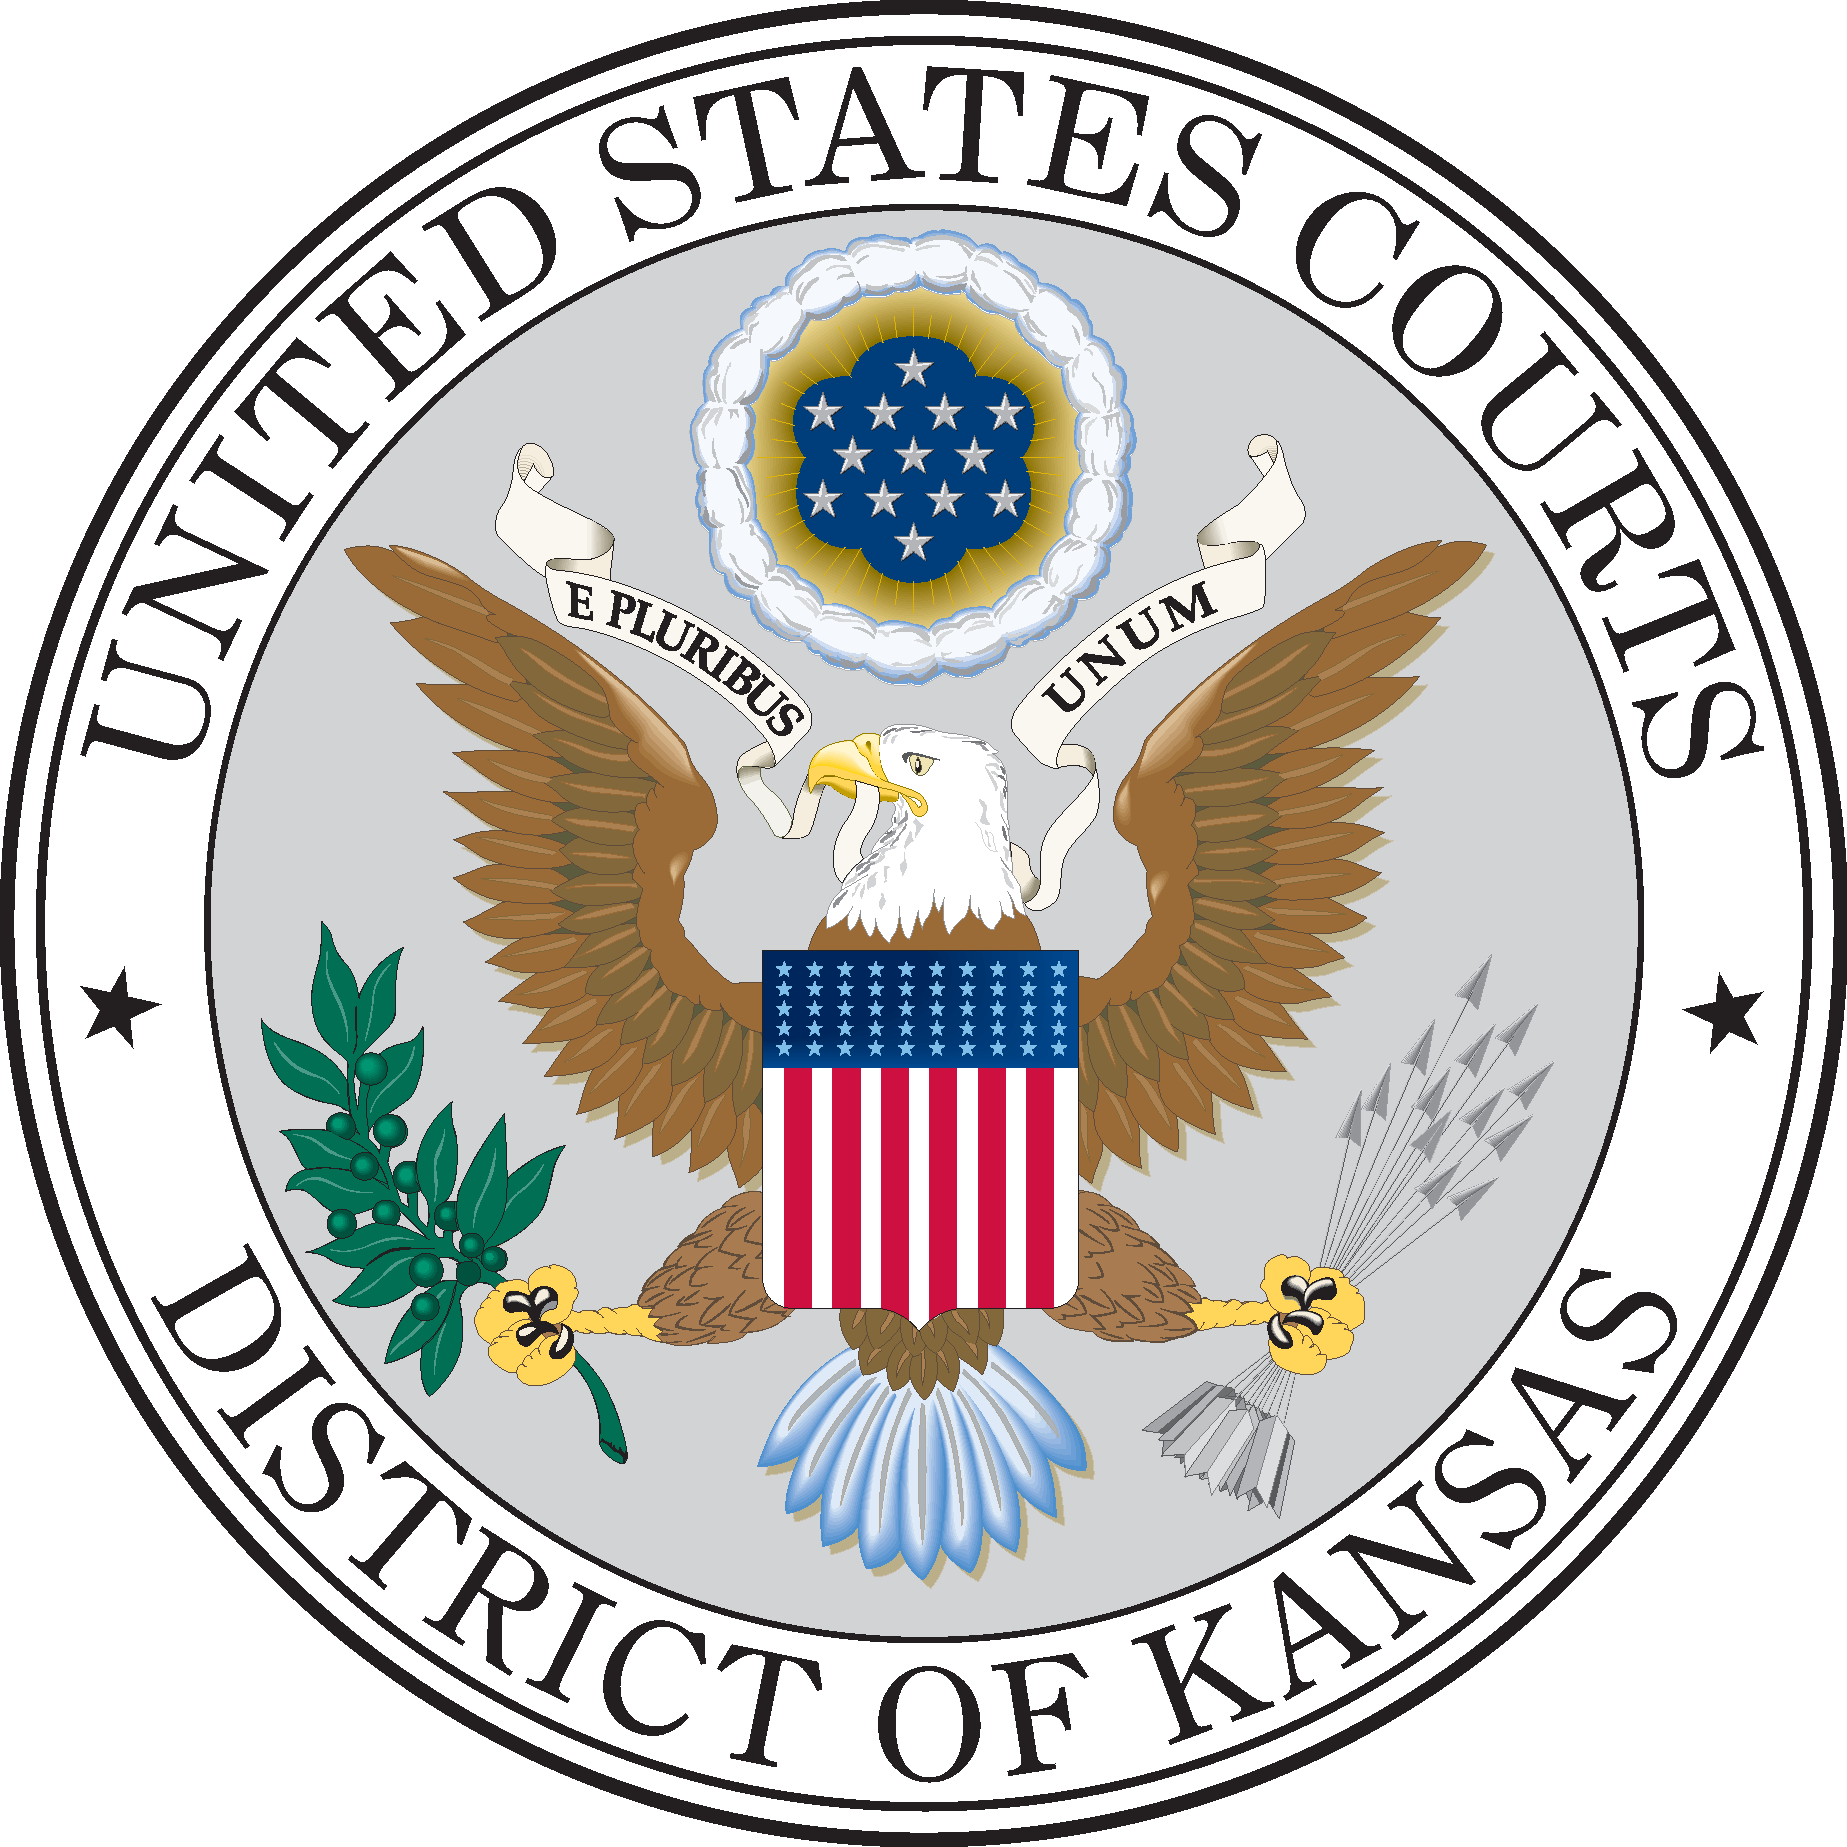 UNITED STATES COURTS
E PLURIBUS UNUM
DISTRICT OF KANSAS